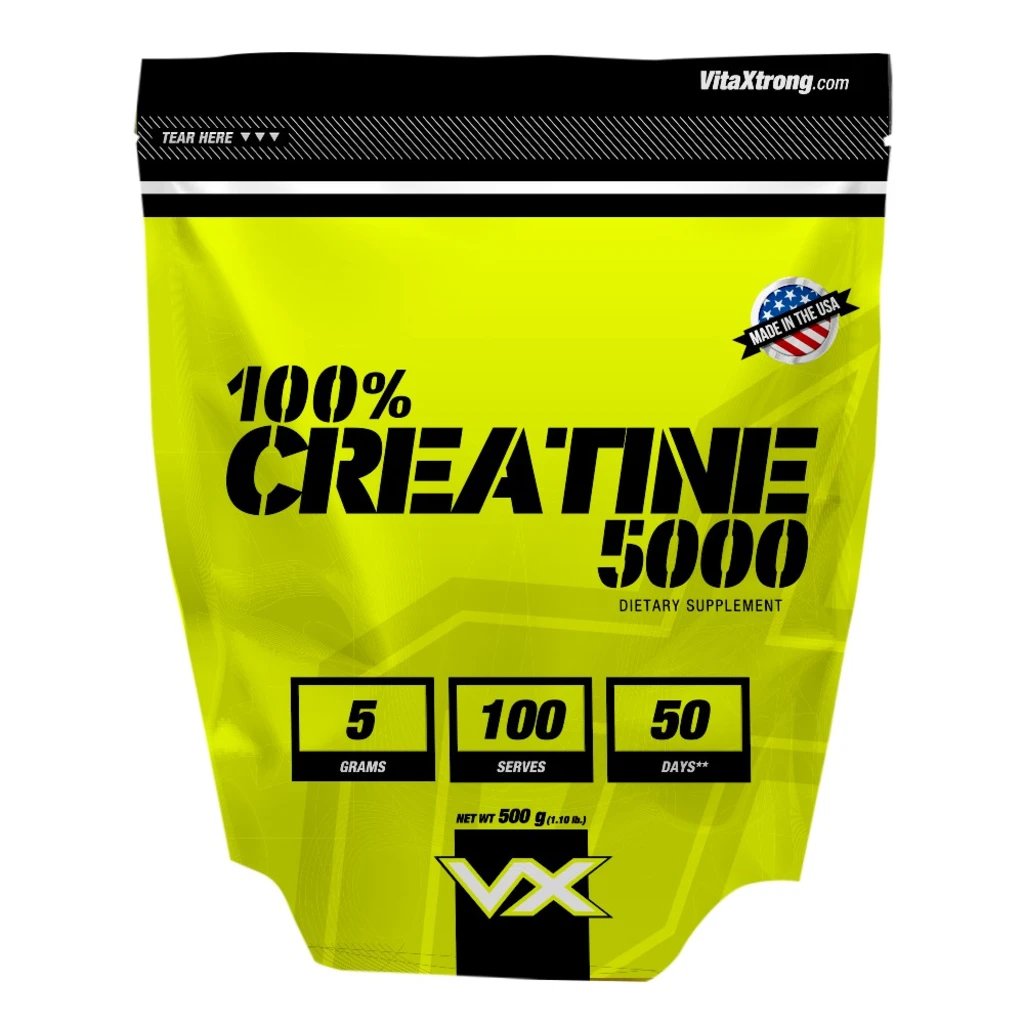 VitaXtrong.com
TEAR HERE
MADE IN THE USA
100%
CREATINE
5000
DIETARY SUPPLEMENT
5
GRAMS
100
SERVES
50
DAYS**
NET WT 500 g (1.10 lb.)
VX